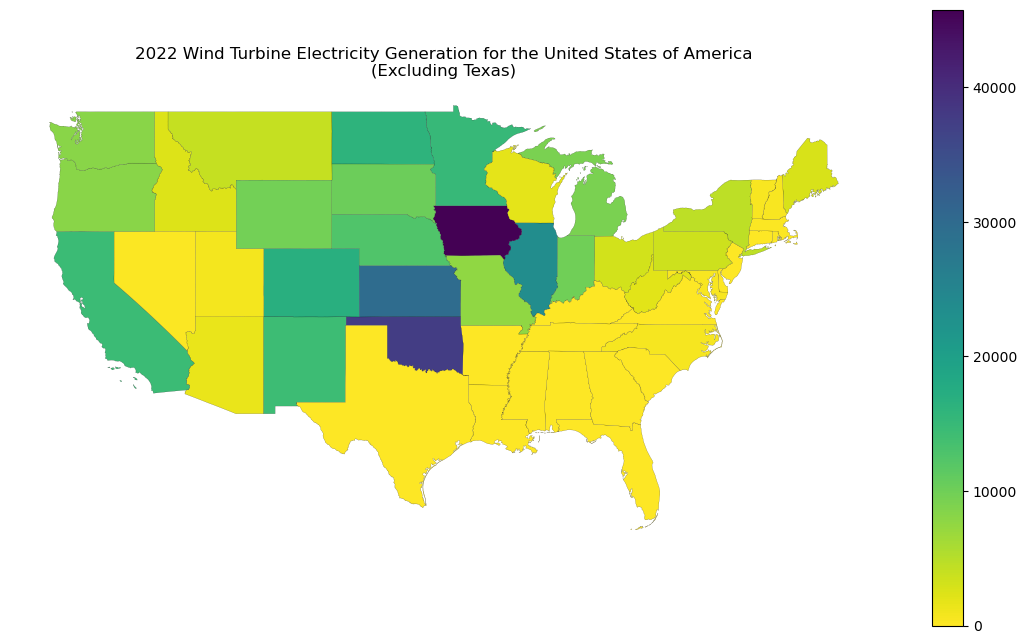 2022 Wind Turbine Electricity Generation for the United States of America
(Excluding Texas)
40000
30000
20000
10000
0